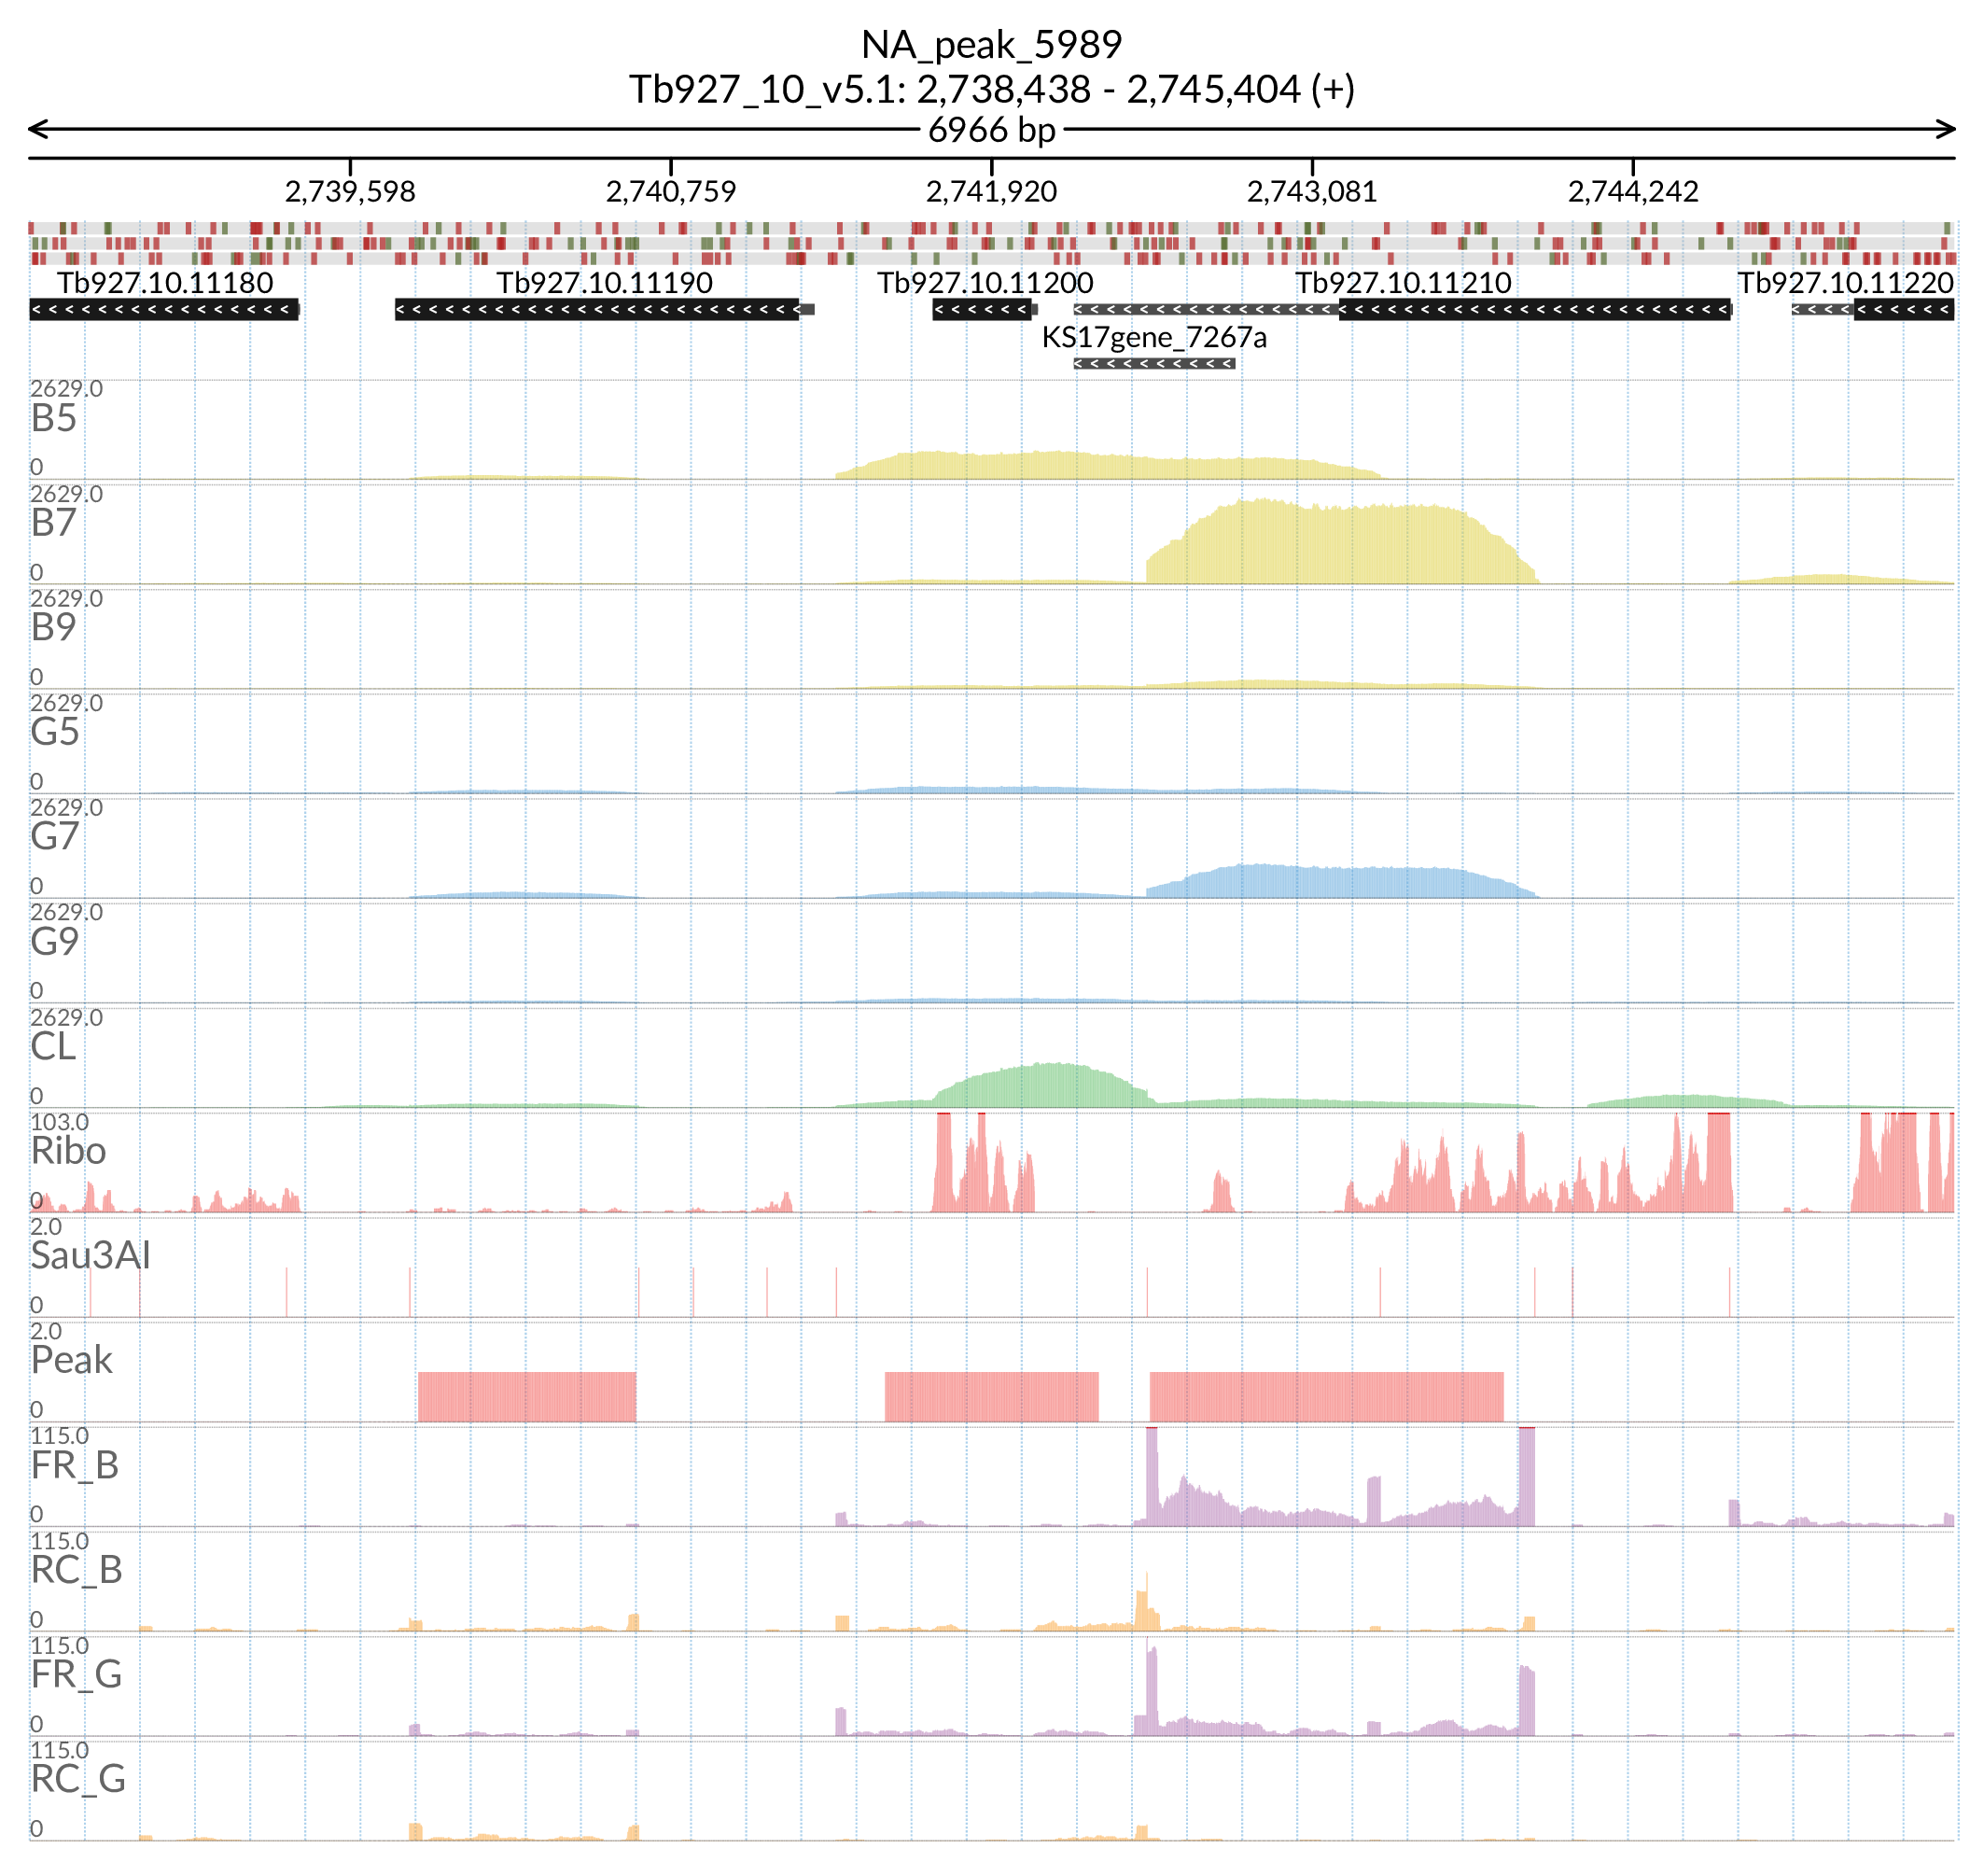 NA_peak_5989
Tb927_10_v5.1: 2,738,438 - 2,745,404 (+)
6966 bp
2,739,598 2,740,759 2,741,920 2,743,081 2,744,242
Tb927.10.11180 Tb927.10.11190 Tb927.10.11200 Tb927.10.11210 Tb927.10.11220
KS17gene_7267a
2629.0
B5
0
2629.0
B7
0
2629.0
B9
0
2629.0
G5
0
2629.0
G7
0
2629.0
G9
0
2629.0
CL
0
103.0
Ribo
0
2.0
Sau3AI
0
2.0
Peak
0
115.0
FR_B
0
115.0
RC_B
0
115.0
FR_G
0
115.0
RC_G
0